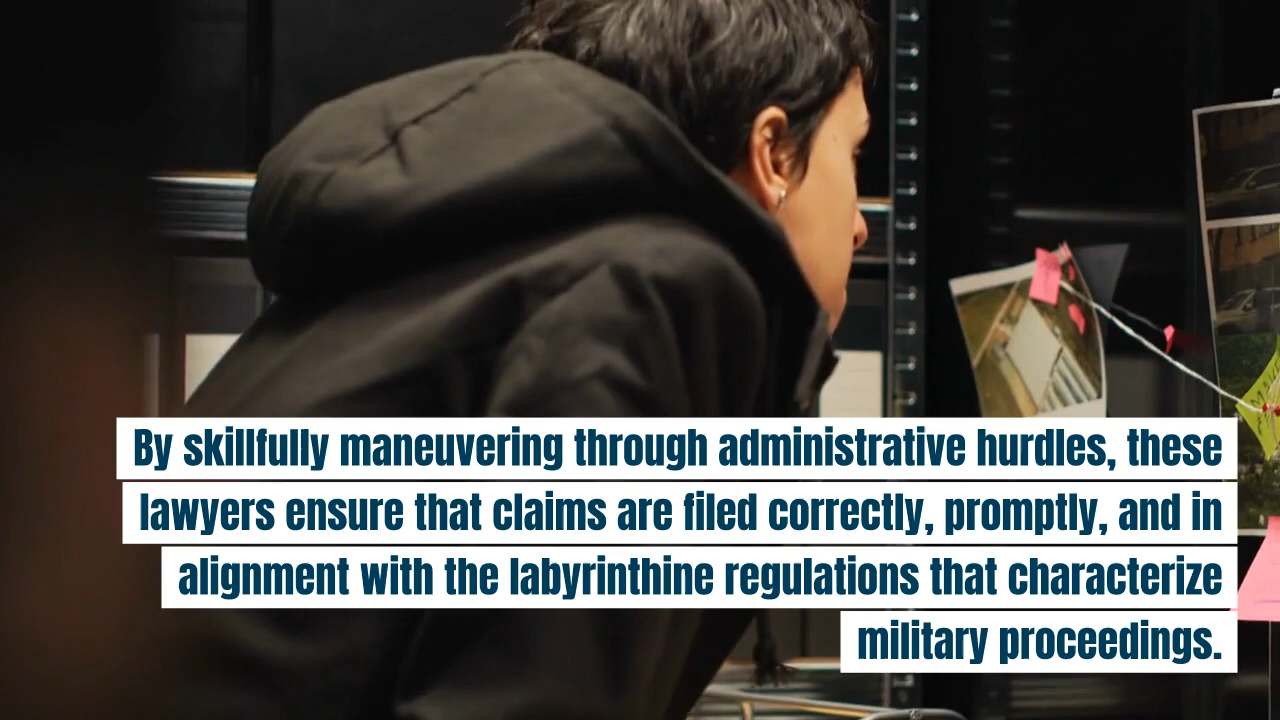 By skillfully maneuvering through administrative hurdles, these
lawyers ensure that claims are filed correctly, promptly, and in
alignment with the labyrinthine regulations that characterize
military proceedings.